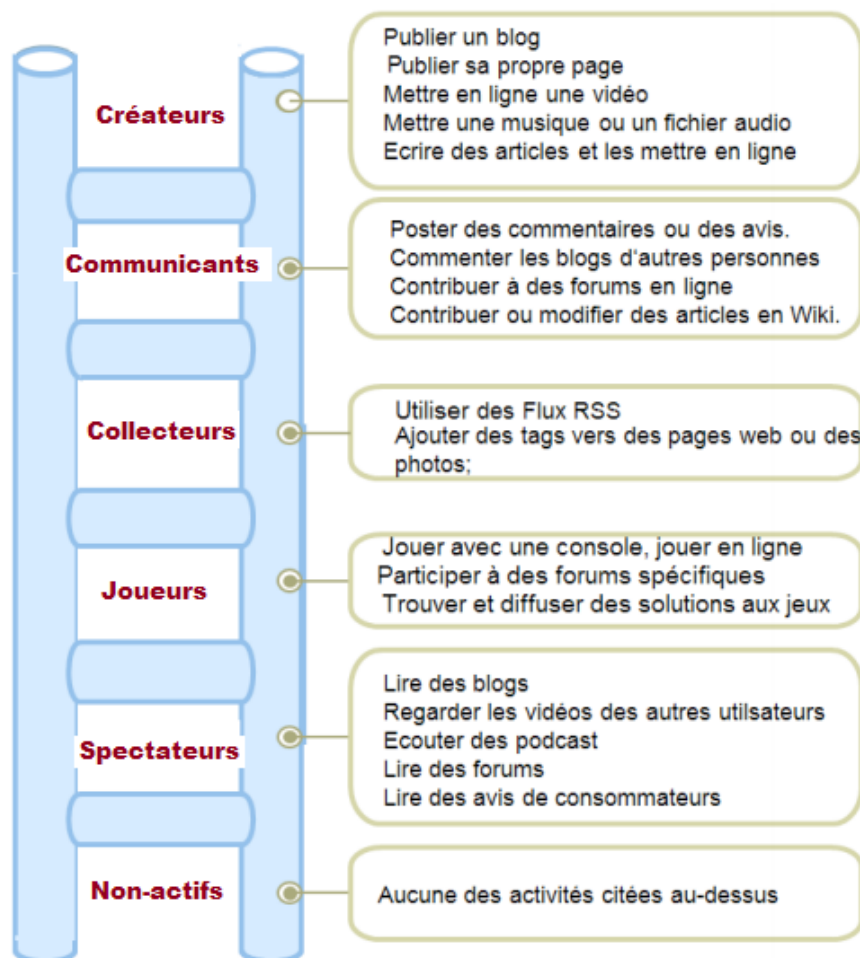 Créateurs
Publier un blog
Publier sa propre page
Mettre en ligne une vidéo
Mettre une musique ou un fichier audio
Ecrire des articles et les mettre en ligne
Communicants
Poster des commentaires ou des avis.
Commenter les blogs d'autres personnes
Contribuer à des forums en ligne
Contribuer ou modifier des articles en Wiki.
Collecteurs
Utiliser des Flux RSS
Ajouter des tags vers des pages web ou des
photos;
Joueurs
Jouer avec une console, jouer en ligne
Participer à des forums spécifiques
Trouver et diffuser des solutions aux jeux
Spectateurs
Lire des blogs
Regarder les vidéos des autres utilsateurs
Ecouter des podcast
Lire des forums
Lire des avis de consommateurs
Non-actifs
Aucune des activités citées au-dessus